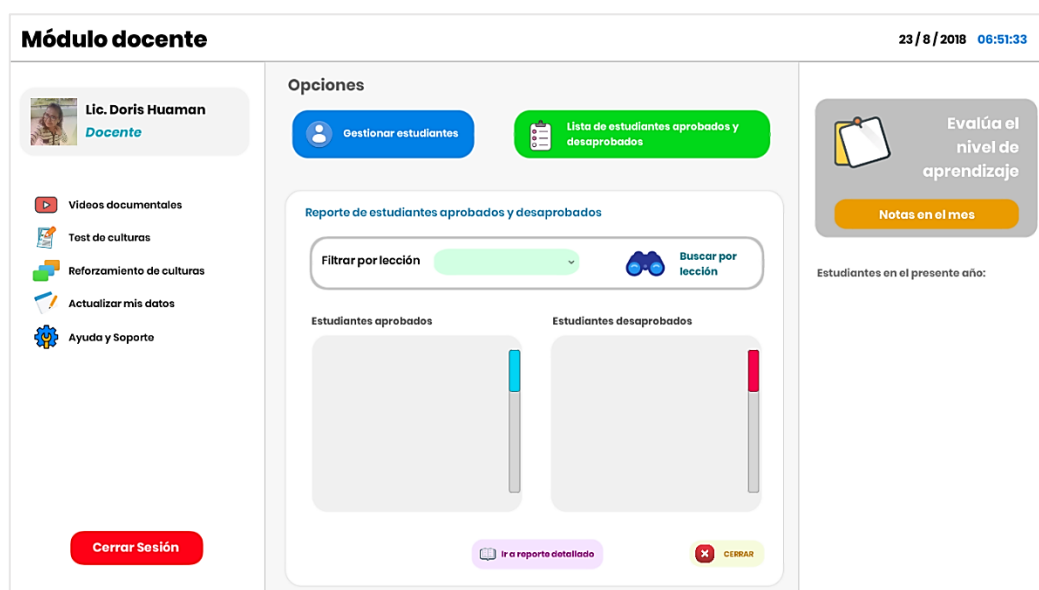 Módulo docente
23 / 8 / 2018 06:51:33
Lic. Doris Huaman
Docente
Videos documentales
Test de culturas
Reforzamiento de culturas
Actualizar mis datos
Ayuda y Soporte
Cerrar Sesión
Opciones
Gestionar estudiantes
Lista de estudiantes aprobados y
desaprobados
Reporte de estudiantes aprobados y desaprobados
Filtrar por lección
Buscar por
lección
Estudiantes aprobados
Estudiantes desaprobados
Ir a reporte detallado
CERRAR
Evalúa el
nivel de
aprendizaje
Notas en el mes
Estudiantes en el presente año: